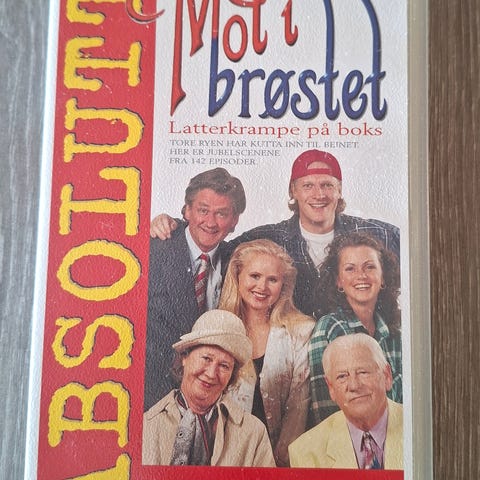 ABSOLUTT
Mot i
brøstet
Latterkrampe på boks
TORE RYEN HAR KUTTA INN TIL BEINET.
HER ER JUBELSCENENE
FRA 142 EPISODER.